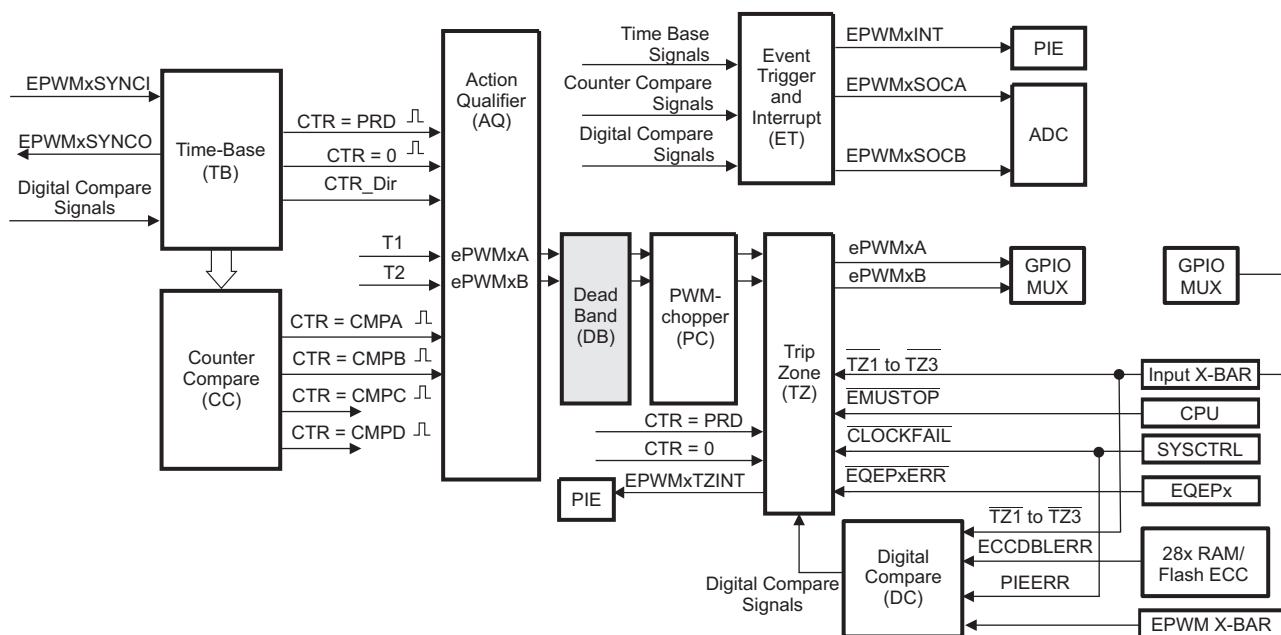 EPWMxSYNCI
EPWMxSYNCO
Digital Compare
Signals
Time-Base
(TB)
CTR = PRD
CTR = 0
CTR_Dir
T1
T2
Action
Qualifier
(AQ)
ePWMxA
ePWMxB
Counter
Compare
(CC)
CTR = CMPA
CTR = CMPB
CTR = CMPC
CTR = CMPD
Time Base
Signals
Counter Compare
Signals
Digital Compare
Signals
Event
Trigger
and
Interrupt
(ET)
EPWMxINT
EPWMxSOCA
EPWMxSOCB
PIE
ADC
Dead
Band
(DB)
PWM-
chopper
(PC)
Trip
Zone
(TZ)
ePWMxA
ePWMxB
GPIO
MUX
GPIO
MUX
TZ1 to TZ3
EMUSTOP
CLOCKFAIL
EQEPxERR
Input X-BAR
CPU
SYSCTRL
EQEPx
CTR = PRD
CTR = 0
EPWMxTZINT
PIE
Digital Compare
Signals
Digital
Compare
(DC)
TZ1 to TZ3
ECCDBLERR
PIEERR
28x RAM/
Flash ECC
EPWM X-BAR